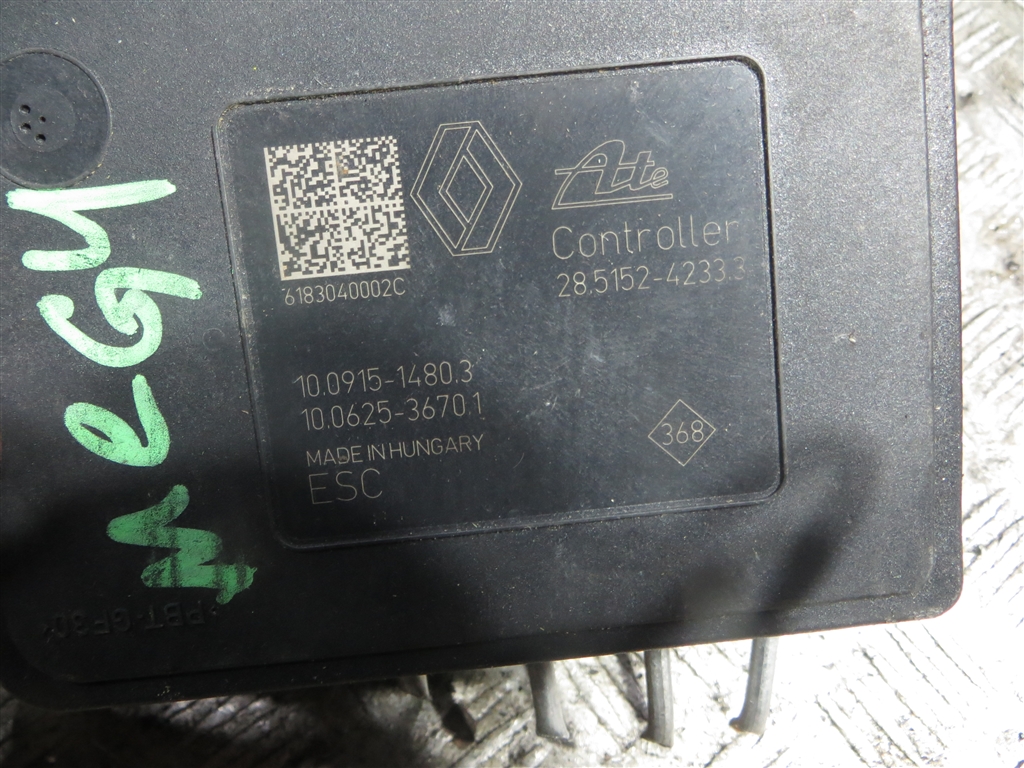 Ate
Controller
28.5152-4233.3
6183040002C
10.0915-1480.3
10.0625-3670.1
MADE IN HUNGARY
ESC
368